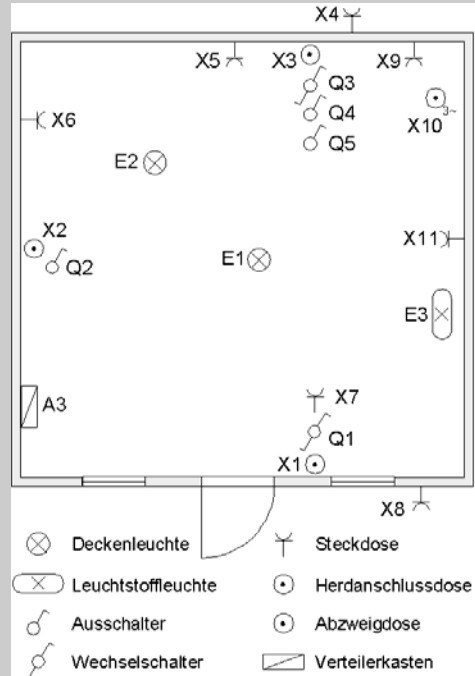 X4
X5 X3 X9
Q3
X6 Q4 X10 3~
Q5
E2
X2 X11
E1
Q2
E3
A3 X7
Q1
X1
X8
Deckenleuchte Steckdose
Leuchtstoffleuchte Herdanschlussdose
Ausschalter Abzweigdose
Wechselschalter Verteilerkasten